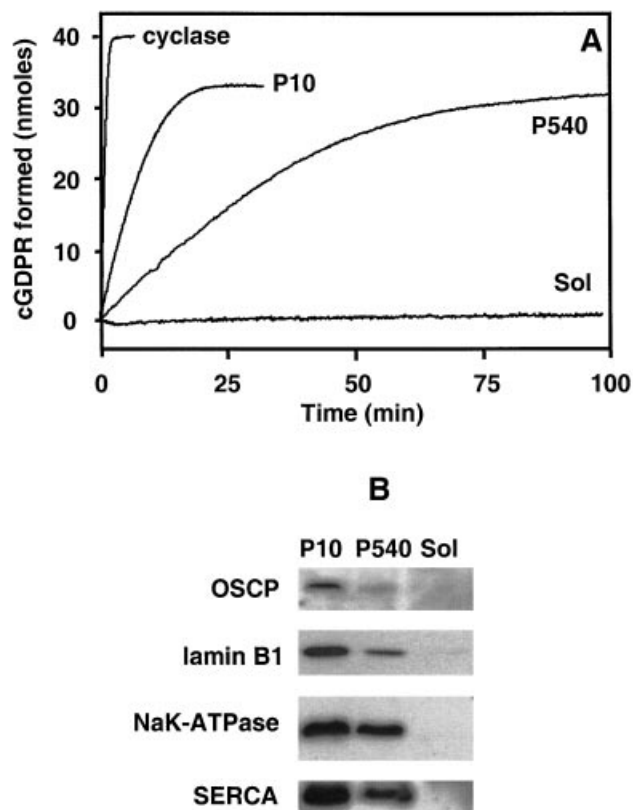 A
cGDPR formed (nmoles)
40
30
20
10
0
cyclase
P10
P540
Sol
0 25 50 75 100
Time (min)
B
P10 P540 Sol
OSCP
lamin B1
NaK-ATPase
SERCA